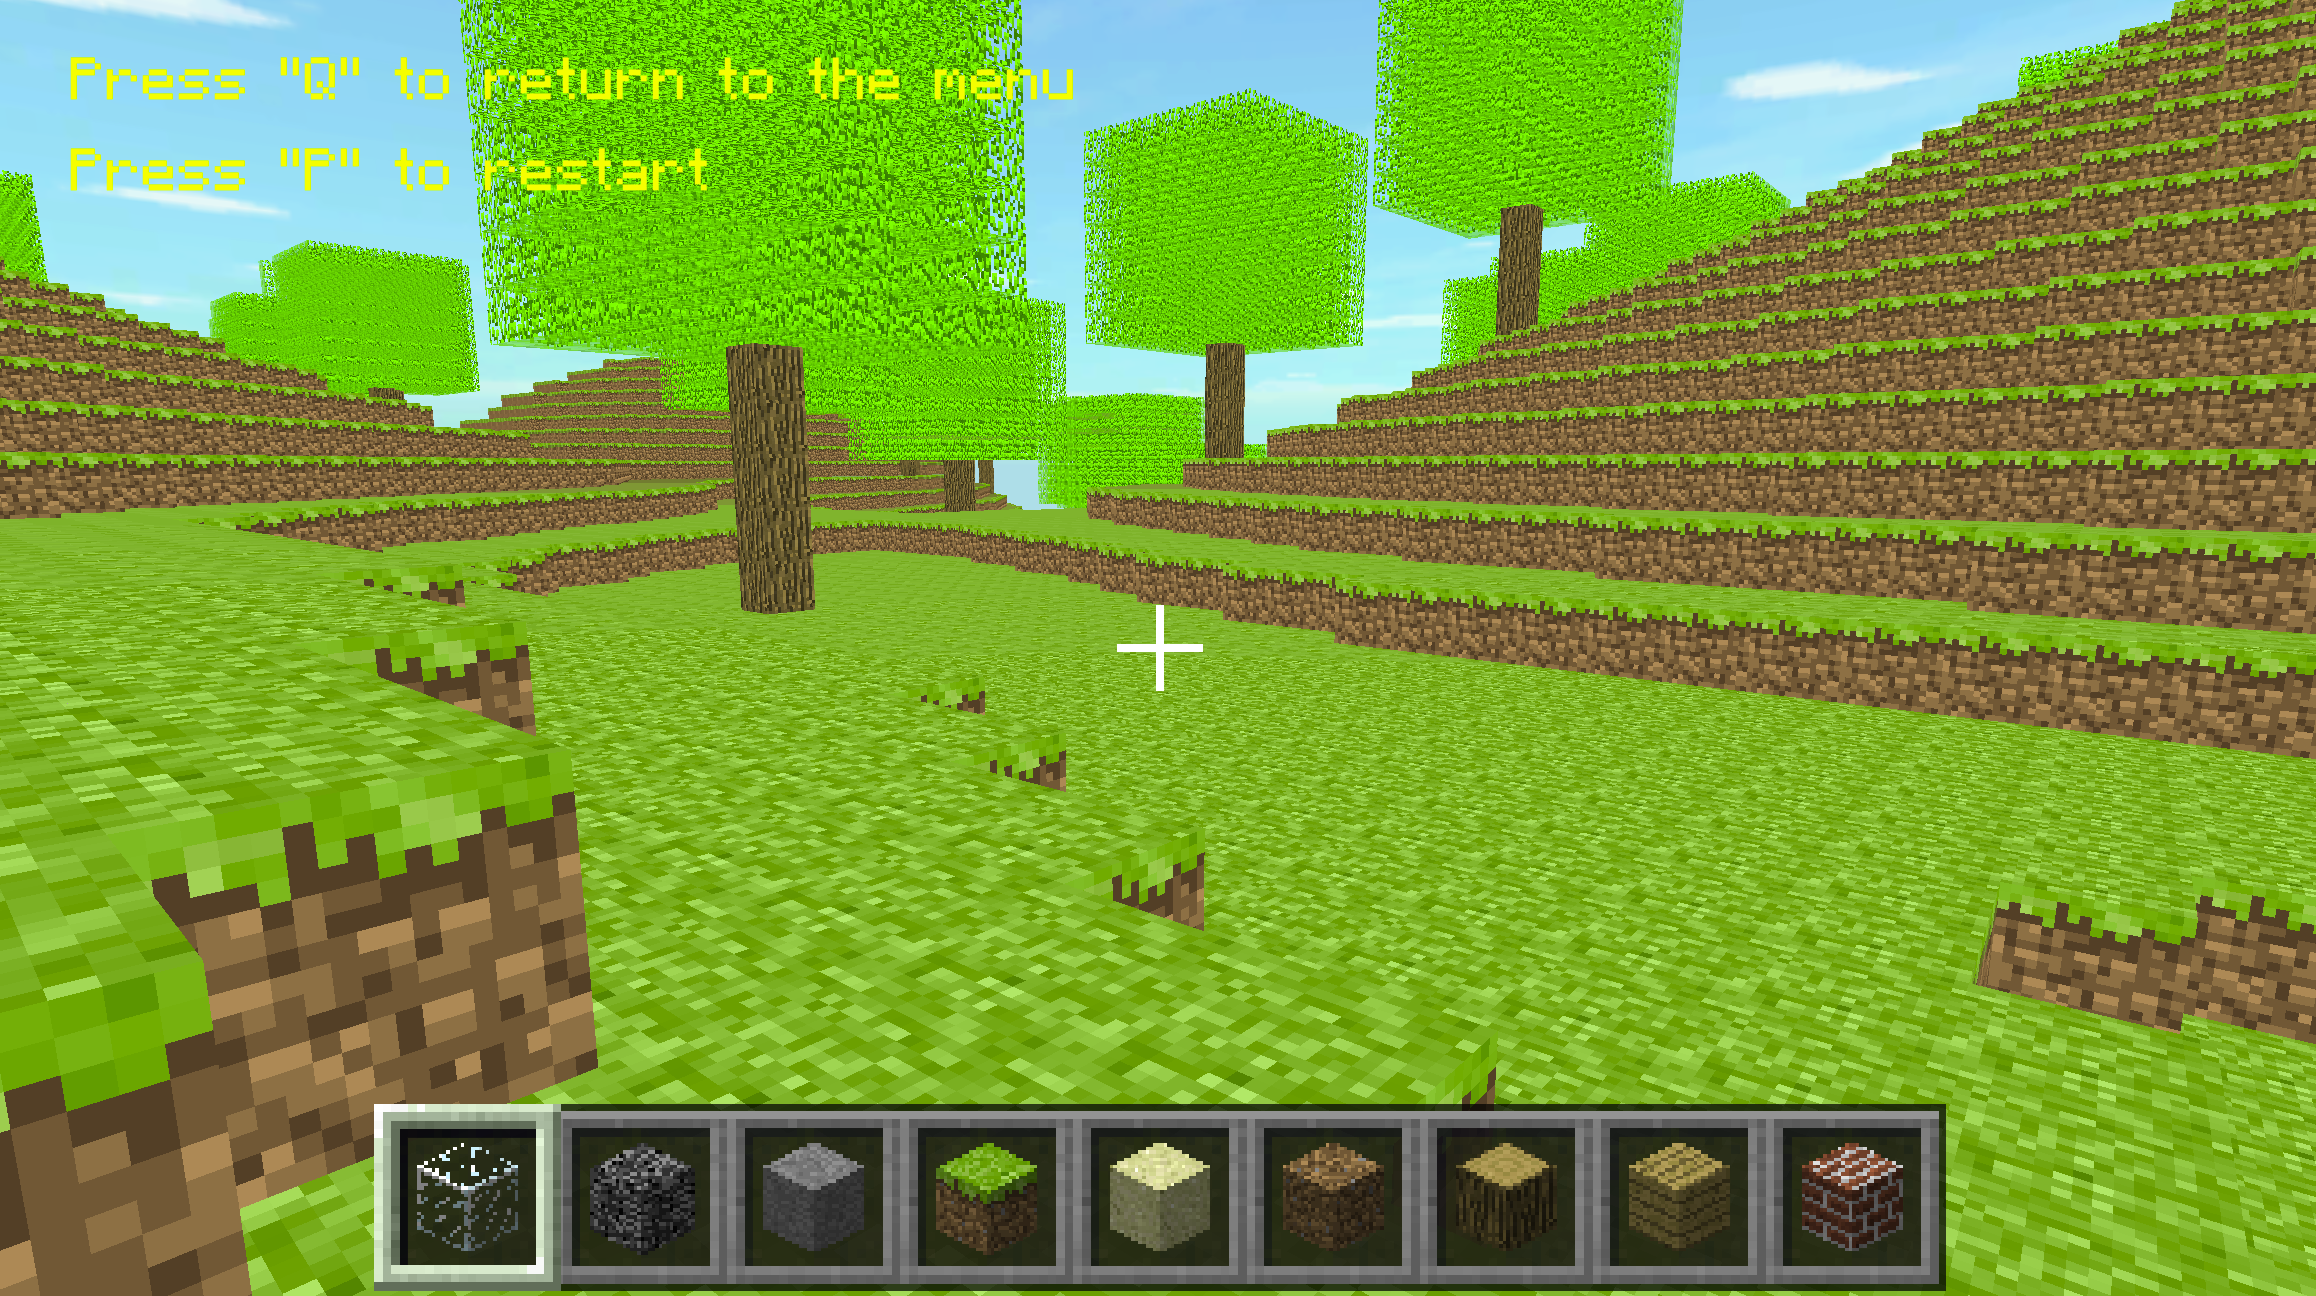 Press "Q" to return to the menu
Press "P" to restart